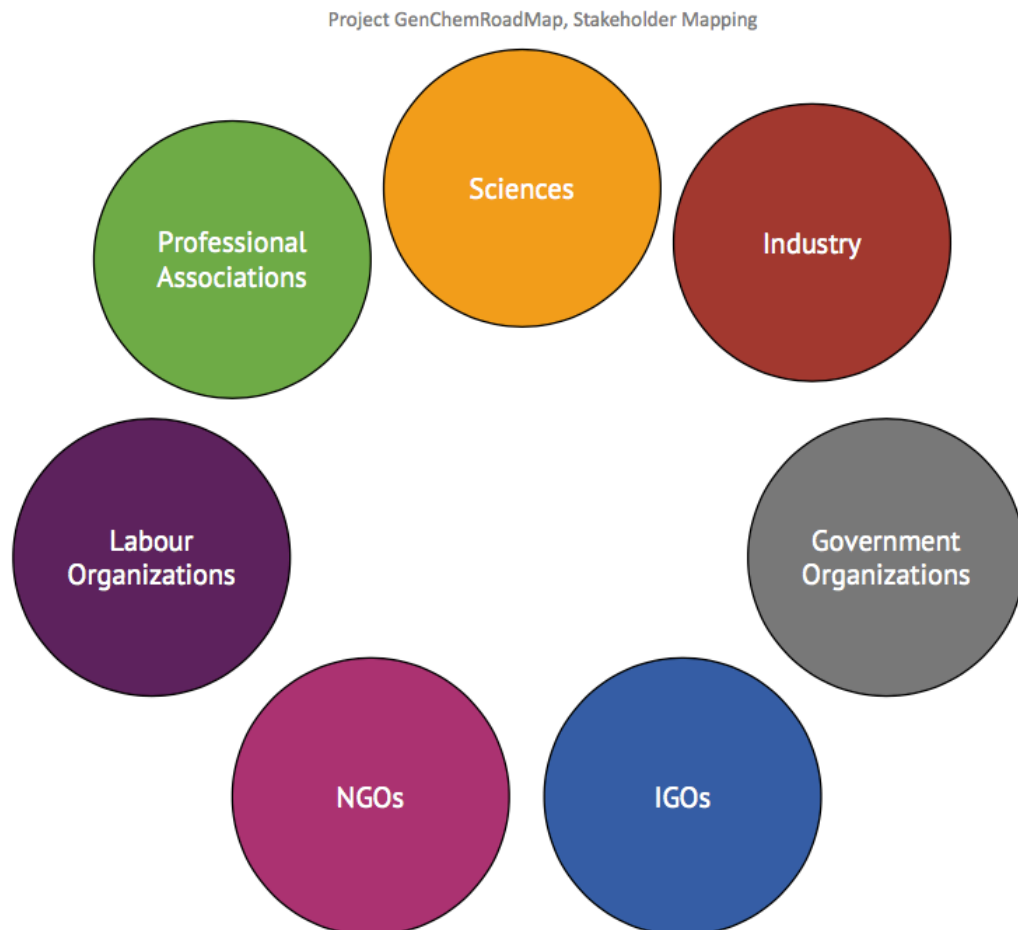 Project GenChemRoadMap, Stakeholder Mapping
Sciences
Industry
Professional
Associations
Labour
Organizations
Government
Organizations
NGOs
IGOs